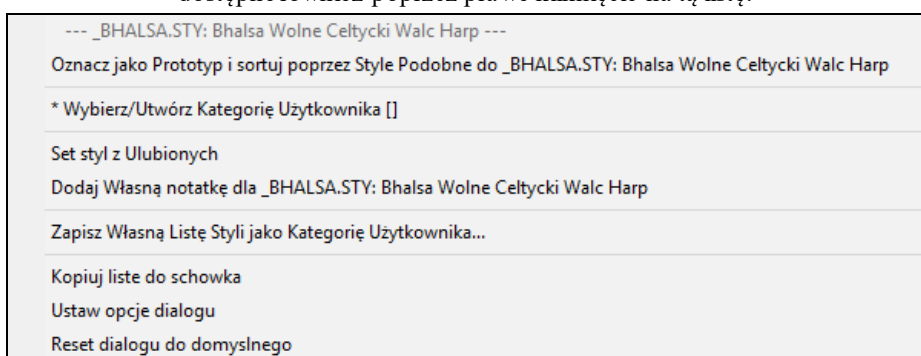 --- _BHALSA.STY: Bhalsa Wolne Celtycki Walc Harp ---
Oznacz jako Prototyp i sortuj poprzez Style Podobne do _BHALSA.STY: Bhalsa Wolne Celtycki Walc Harp
* Wybierz/Utwórz Kategorię Użytkownika []
Set styl z Ulubionych
Dodaj Własną notatkę dla _BHALSA.STY: Bhalsa Wolne Celtycki Walc Harp
Zapisz Własną Listę Styli jako Kategorię Użytkownika...
Kopiuj liste do schowka
Ustaw opcje dialogu
Reset dialogu do domyslnego